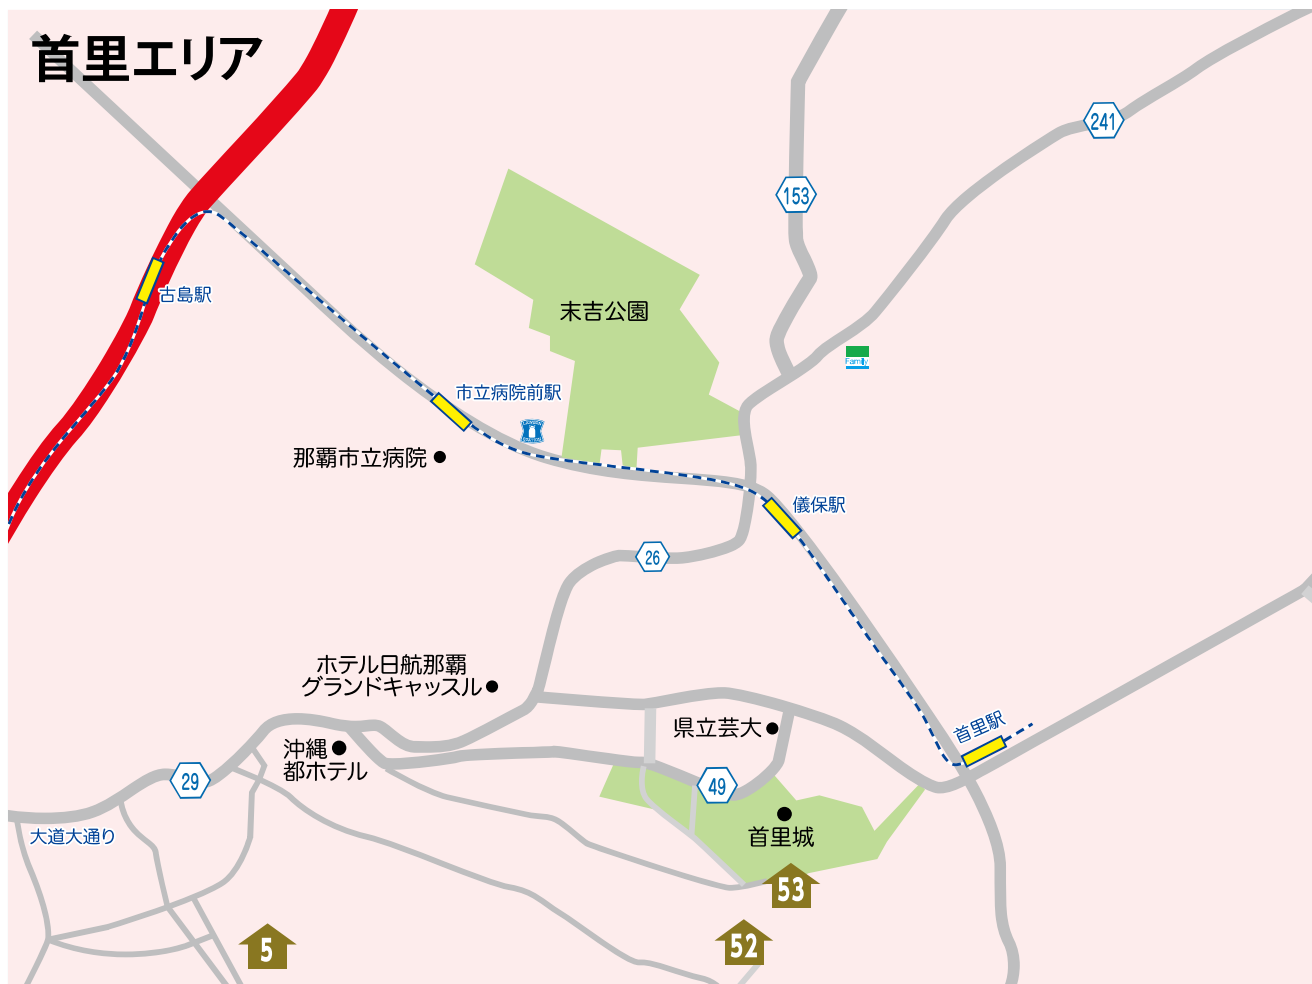 首里エリア
241
153
古島駅
末吉公園
Family
市立病院前駅
那覇市立病院
儀保駅
26
ホテル日航那覇
グランドキャッスル
県立芸大
首里駅
沖縄
都ホテル
29
49
大道大通り
首里城
53
5
52